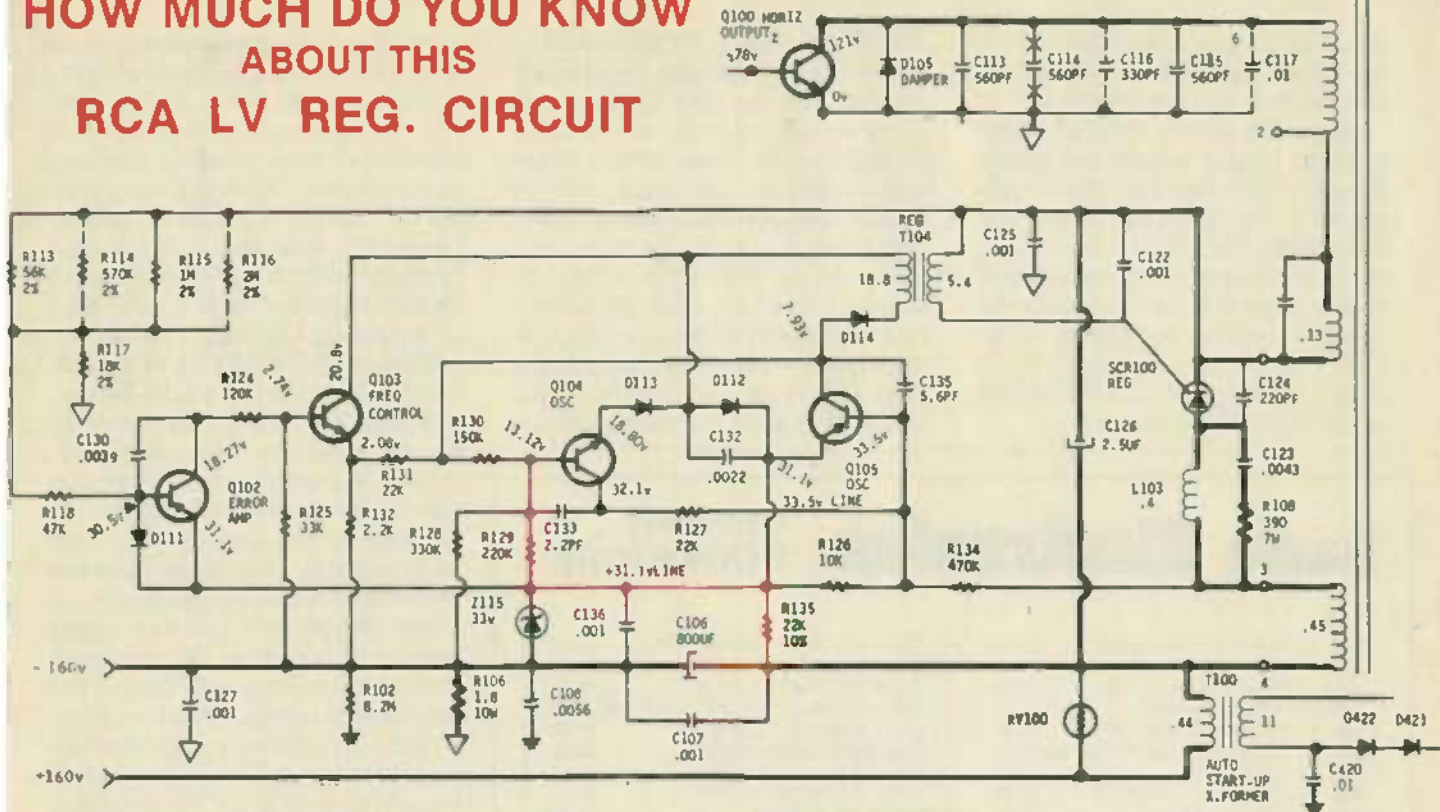 HOW MUCH DO YOU KNOW
ABOUT THIS
RCA LV REG. CIRCUIT
Q100 HORIZ
OUTPUT
121v
0v
D105
DAMPER
C113
560PF
C114
560PF
C116
330PF
C115
560PF
6
C117
.01
2
R113
56K
2%
R114
570K
2%
R115
1M
2%
R116
2M
2%
R117
18K
2%
REG
T104
18.8
5.4
C125
.001
C122
.001
.13
7.93v
D114
R124
120K
2.74v
20.8v
Q103
FREQ
CONTROL
2.08v
Q104
OSC
D113
D112
C135
5.6PF
SCR100
REG
C124
220PF
C130
.0039
18.27v
R130
150K
13.12v
18.80v
C132
.0022
31.1v
33.5v
Q105
OSC
C126
2.5UF
C123
.0043
R118
47K
30.5v
D111
Q102
ERROR
AMP
31.1v
R125
33K
R131
22K
R132
2.2K
R128
330K
R129
220K
C133
2.2PF
32.1v
33.5v LINE
R127
22K
L103
.4
R108
390
7W
+31.1vLINE
R126
10K
R134
470K
3
Z115
33v
C136
.001
C106
800UF
R135
22K
10%
.45
-160v
4
C127
.001
R102
8.2M
R106
1.8
10W
C108
.0056
C107
.001
RV100
T100
.44
11
D422
D421
+160v
AUTO
START-UP
X.FORMER
C420
.01